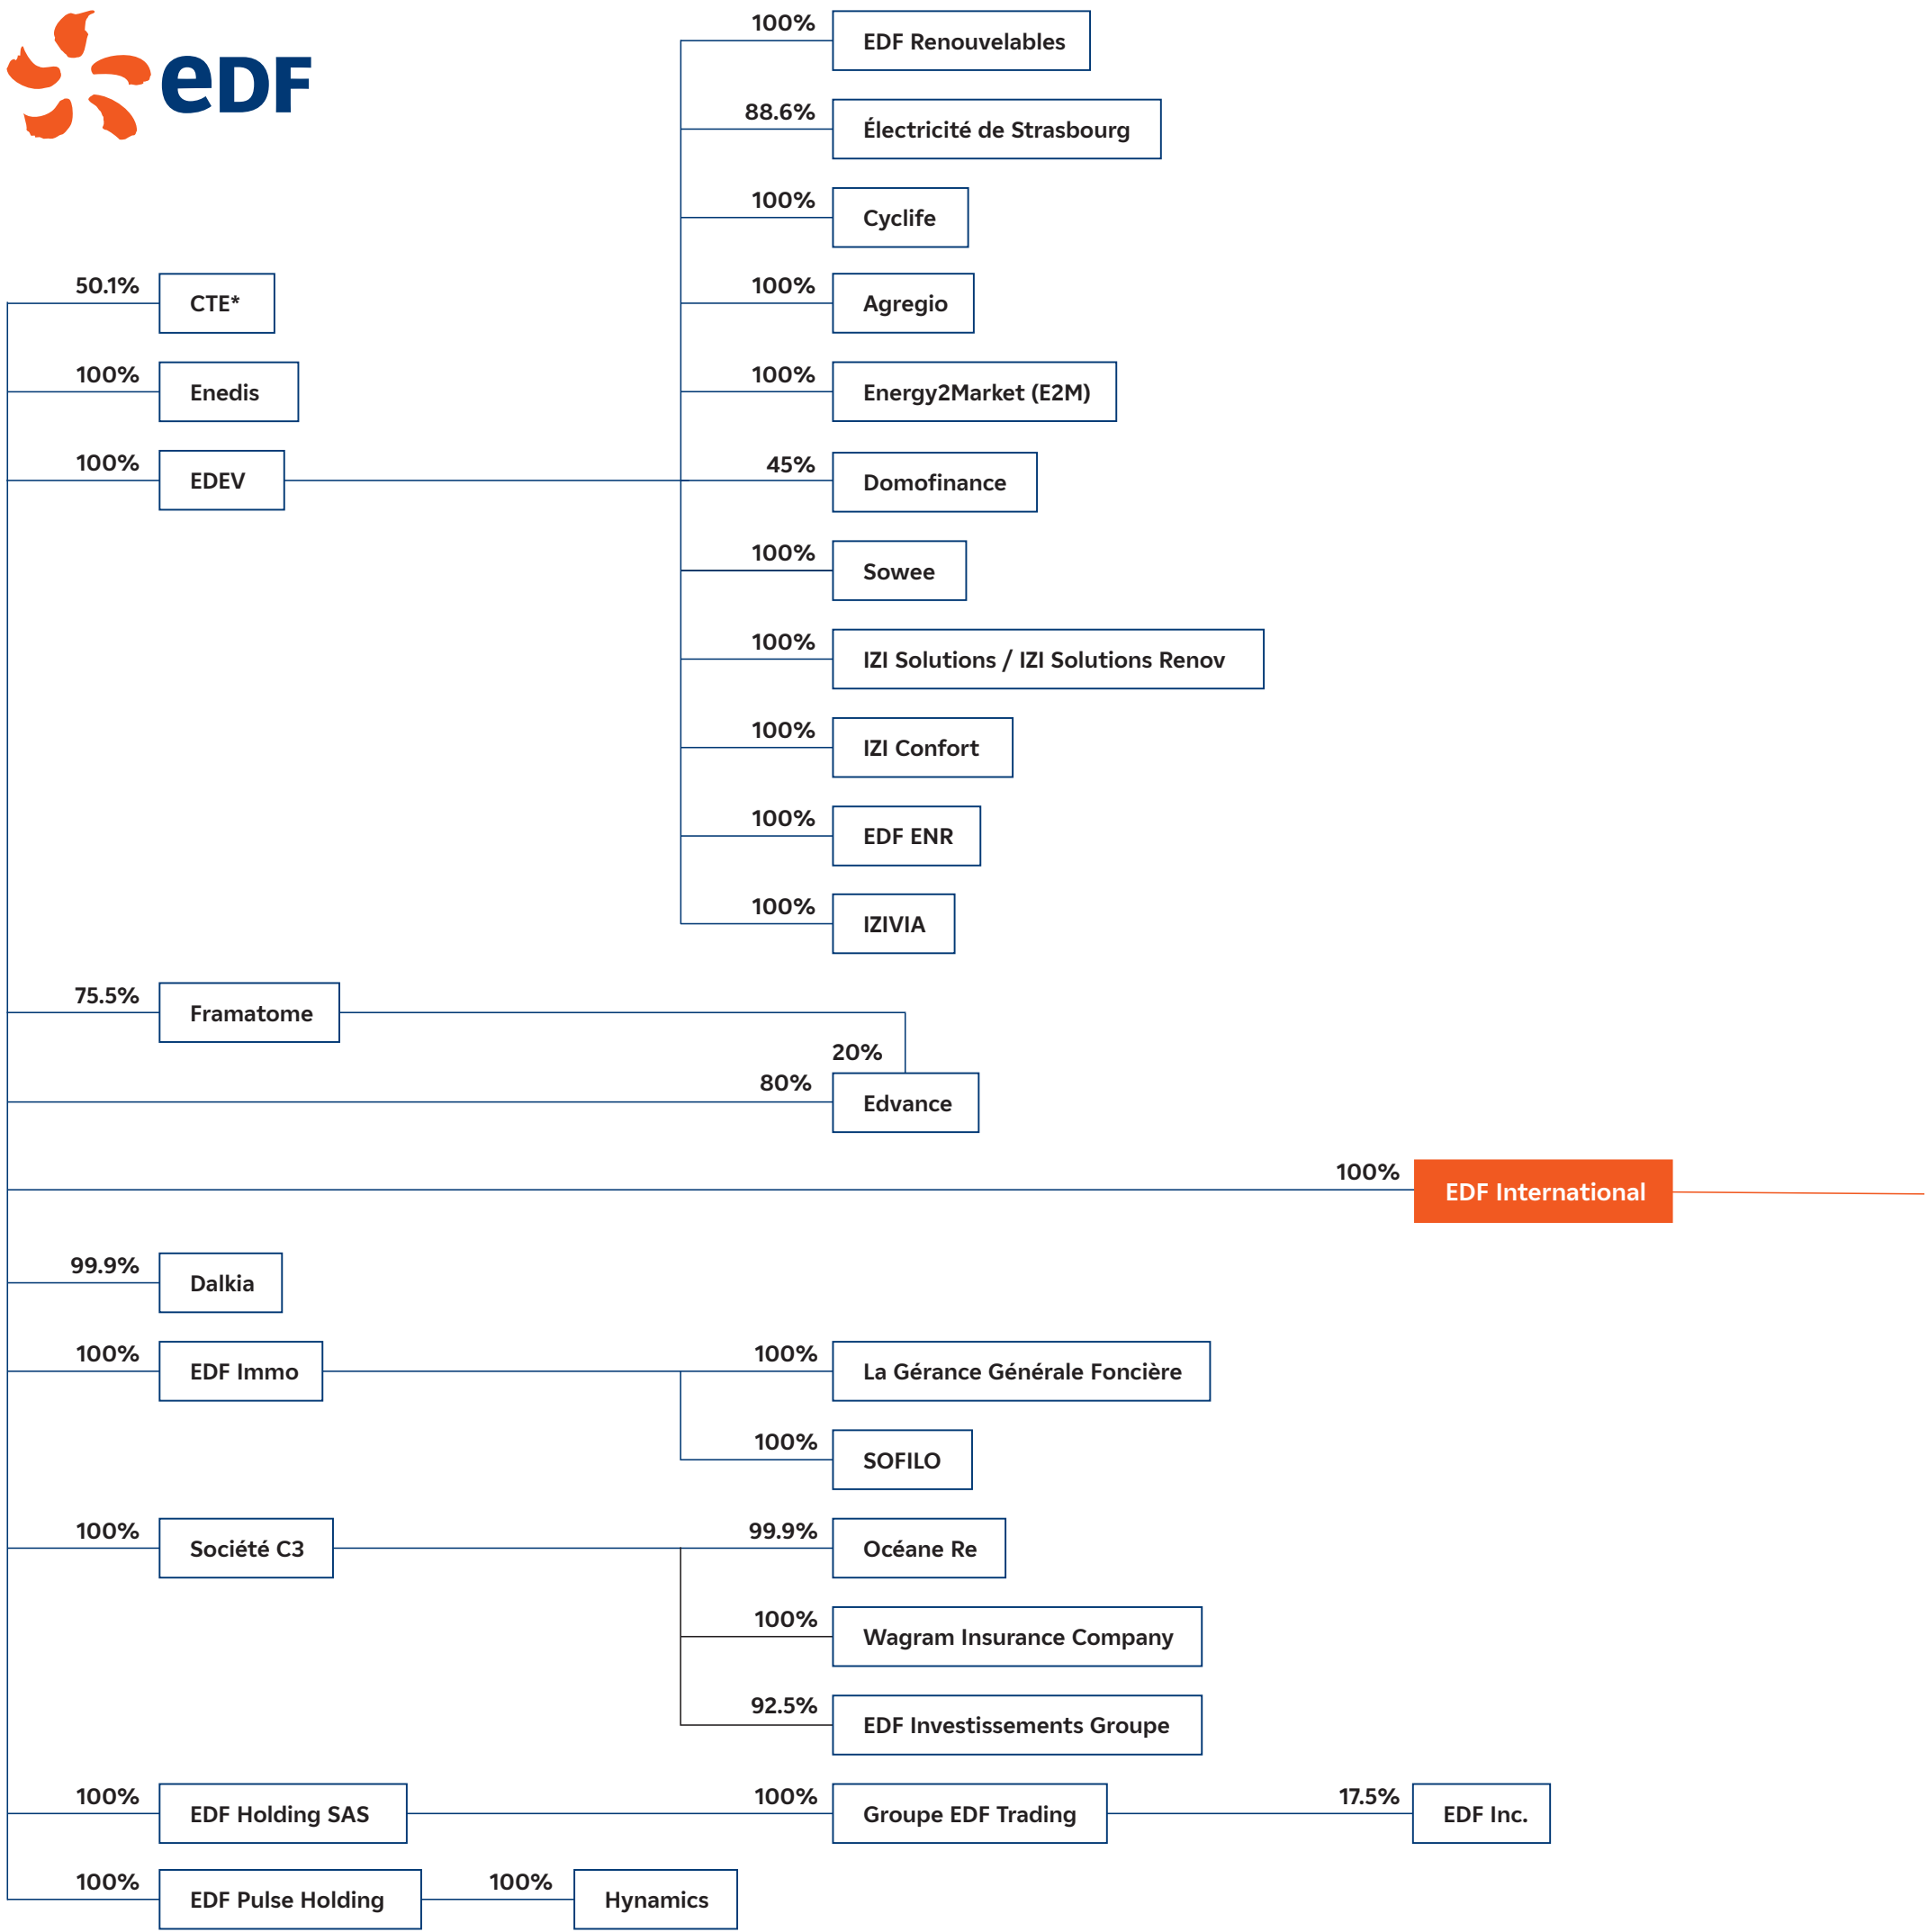 eDF
100%
EDF Renouvelables
88.6%
Électricité de Strasbourg
100%
Cyclife
50.1%
CTE*
100%
Agregio
100%
Enedis
100%
Energy2Market (E2M)
100%
EDEV
45%
Domofinance
100%
Sowee
100%
IZI Solutions / IZI Solutions Renov
100%
IZI Confort
100%
EDF ENR
100%
IZIVIA
75.5%
Framatome
20%
80%
Edvance
100%
EDF International
99.9%
Dalkia
100%
EDF Immo
100%
La Gérance Générale Foncière
100%
SOFILO
100%
Société C3
99.9%
Océane Re
100%
Wagram Insurance Company
92.5%
EDF Investissements Groupe
100%
EDF Holding SAS
100%
Groupe EDF Trading
17.5%
EDF Inc.
100%
EDF Pulse Holding
100%
Hynamics